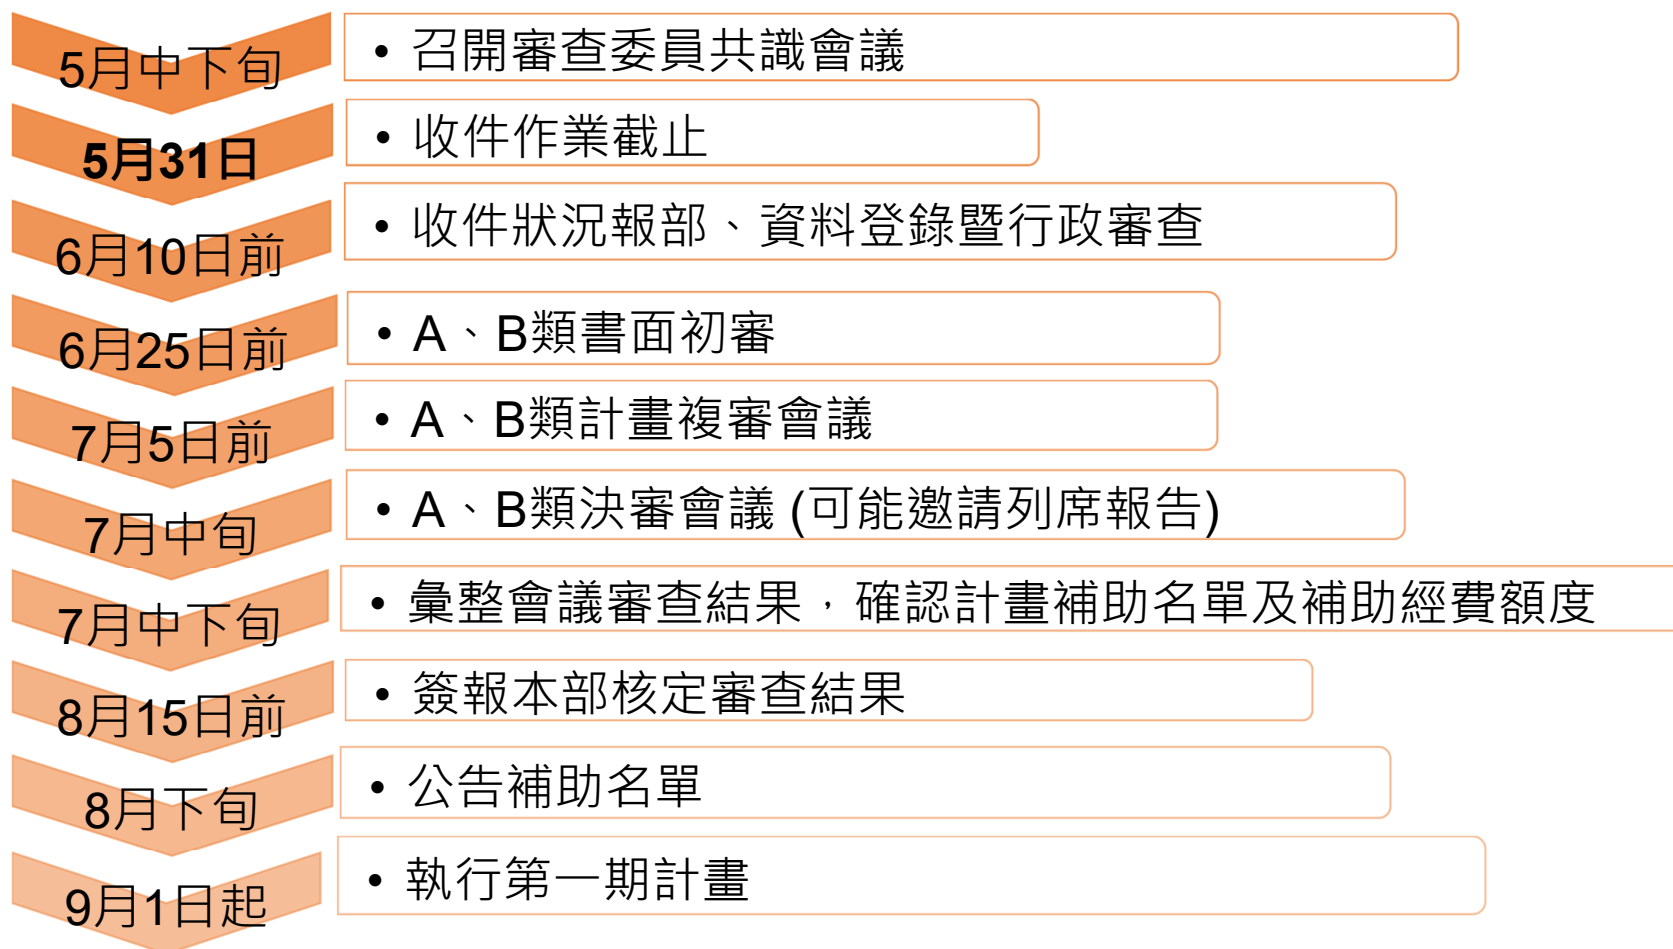 5月中下旬
• 召開審查委員共識會議
5月31日
• 收件作業截止
6月10日前
• 收件狀況報部、資料登錄暨行政審查
6月25日前
• A、B類書面初審
7月5日前
• A、B類計畫複審會議
7月中旬
• A、B類決審會議 (可能邀請列席報告)
7月中下旬
• 彙整會議審查結果，確認計畫補助名單及補助經費額度
8月15日前
• 簽報本部核定審查結果
8月下旬
• 公告補助名單
9月1日起
• 執行第一期計畫